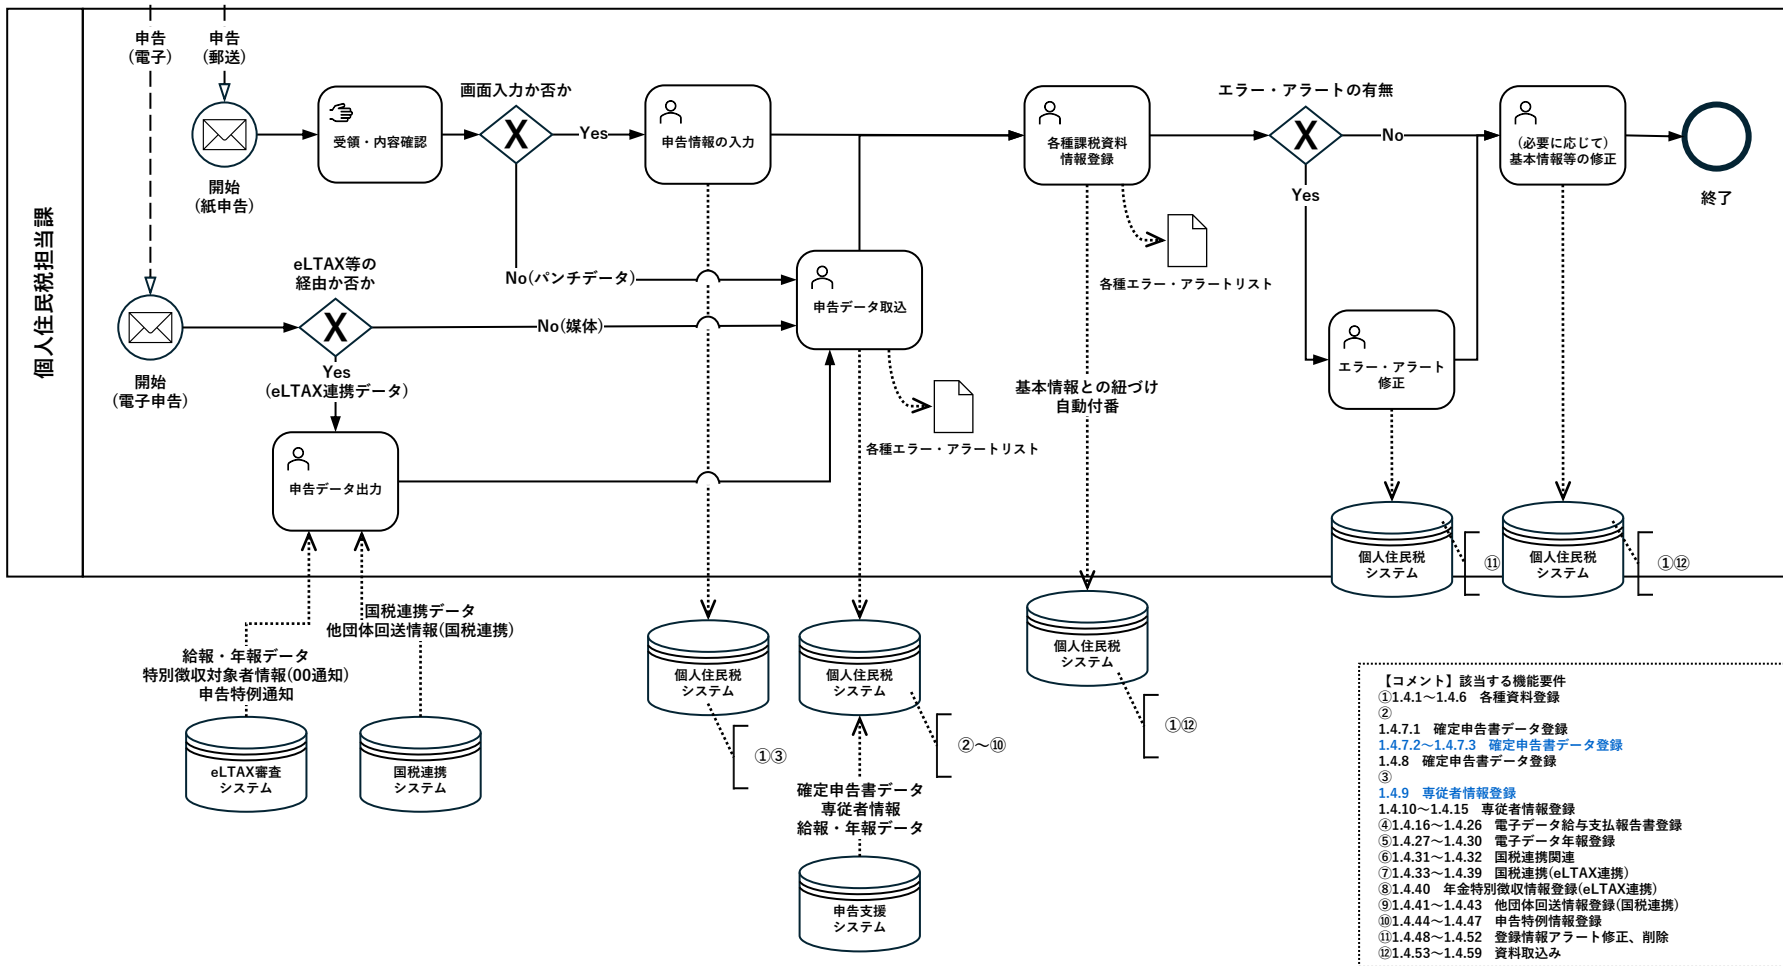 個人住民税担当課
申告
(電子)
申告
(郵送)
開始
(紙申告)
受領・内容確認
画面入力か否か
X
Yes
申告情報の入力
各種課税資料
情報登録
エラー・アラートの有無
X
No
(必要に応じて)
基本情報等の修正
終了
Yes
各種エラー・アラートリスト
No(パンチデータ)
申告データ取込
eLTAX等の
経由か否か
X
No(媒体)
開始
(電子申告)
Yes
(eLTAX連携データ)
エラー・アラート
修正
基本情報との紐づけ
自動付番
各種エラー・アラートリスト
申告データ出力
個人住民税
システム
⑪
個人住民税
システム
①⑫
国税連携データ
他団体回送情報(国税連携)
給報・年報データ
特別徴収対象者情報(00通知)
申告特例通知
eLTAX審査
システム
国税連携
システム
個人住民税
システム
①③
個人住民税
システム
②～⑩
個人住民税
システム
①⑫
確定申告書データ
専従者情報
給報・年報データ
申告支援
システム
【コメント】該当する機能要件
①1.4.1～1.4.6 各種資料登録
②
1.4.7.1 確定申告書データ登録
1.4.7.2～1.4.7.3 確定申告書データ登録
1.4.8 確定申告書データ登録
③
1.4.9 専従者情報登録
1.4.10～1.4.15 専従者情報登録
④1.4.16～1.4.26 電子データ給与支払報告書登録
⑤1.4.27～1.4.30 電子データ年報登録
⑥1.4.31～1.4.32 国税連携関連
⑦1.4.33～1.4.39 国税連携(eLTAX連携)
⑧1.4.40 年金特別徴収情報登録(eLTAX連携)
⑨1.4.41～1.4.43 他団体回送情報登録(国税連携)
⑩1.4.44～1.4.47 申告特例情報登録
⑪1.4.48～1.4.52 登録情報アラート修正、削除
⑫1.4.53～1.4.59 資料取込み